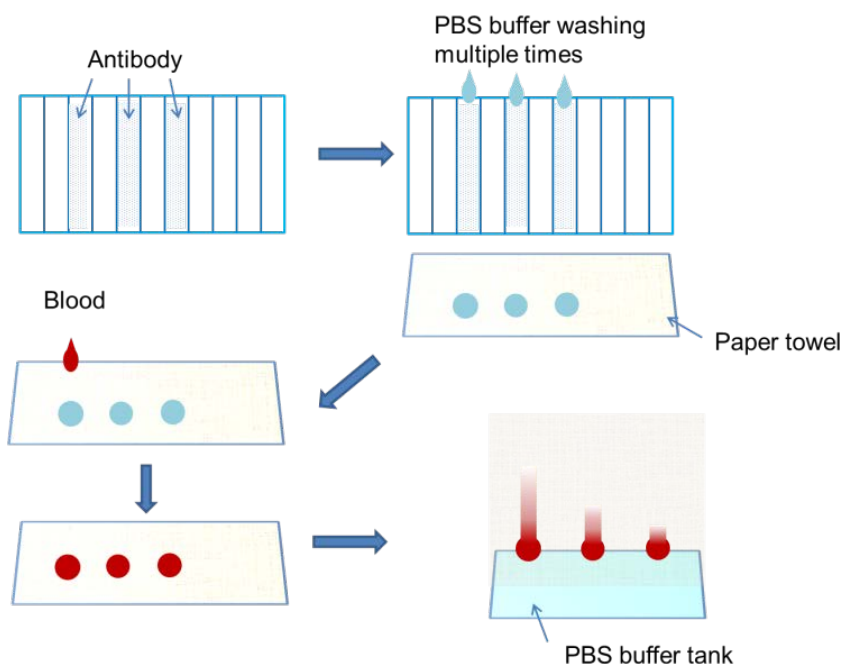 Antibody
PBS buffer washing
multiple times
Blood
Paper towel
PBS buffer tank